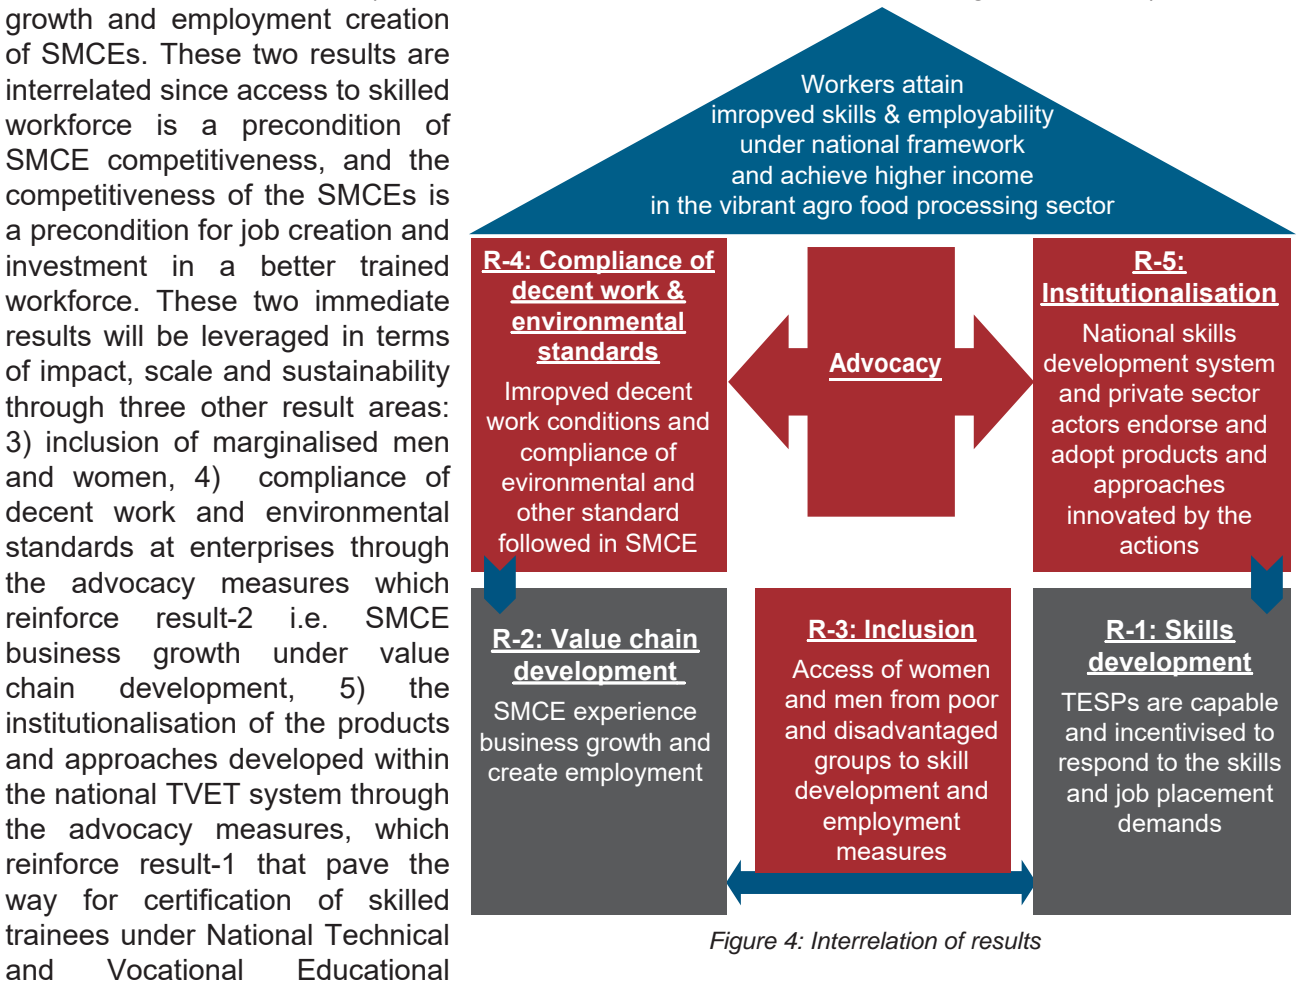 growth and employment creation
of SMCEs. These two results are
interrelated since access to skilled
workforce is a precondition of
SMCE competitiveness, and the
competitiveness of the SMCEs is
a precondition for job creation and
investment in a better trained
workforce. These two immediate
results will be leveraged in terms
of impact, scale and sustainability
through three other result areas:
3) inclusion of marginalised men
and women, 4) compliance of
decent work and environmental
standards at enterprises through
the advocacy measures which
reinforce result-2 i.e. SMCE
business growth under value
chain development, 5) the
institutionalisation of the products
and approaches developed within
the national TVET system through
the advocacy measures, which
reinforce result-1 that pave the
way for certification of skilled
trainees under National Technical
and Vocational Educational
Workers attain
imropved skills & employability
under national framework
and achieve higher income
in the vibrant agro food processing sector
R-4: Compliance of
decent work &
environmental
standards
Imropved decent
work conditions and
compliance of
evironmental and
other standard
followed in SMCE
Advocacy
R-5:
Institutionalisation
National skills
development system
and private sector
actors endorse and
adopt products and
approaches
innovated by the
actions
R-2: Value chain
development
SMCE experience
business growth and
create employment
R-3: Inclusion
Access of women
and men from poor
and disadvantaged
groups to skill
development and
employment
measures
R-1: Skills
development
TESPs are capable
and incentivised to
respond to the skills
and job placement
demands
Figure 4: Interrelation of results